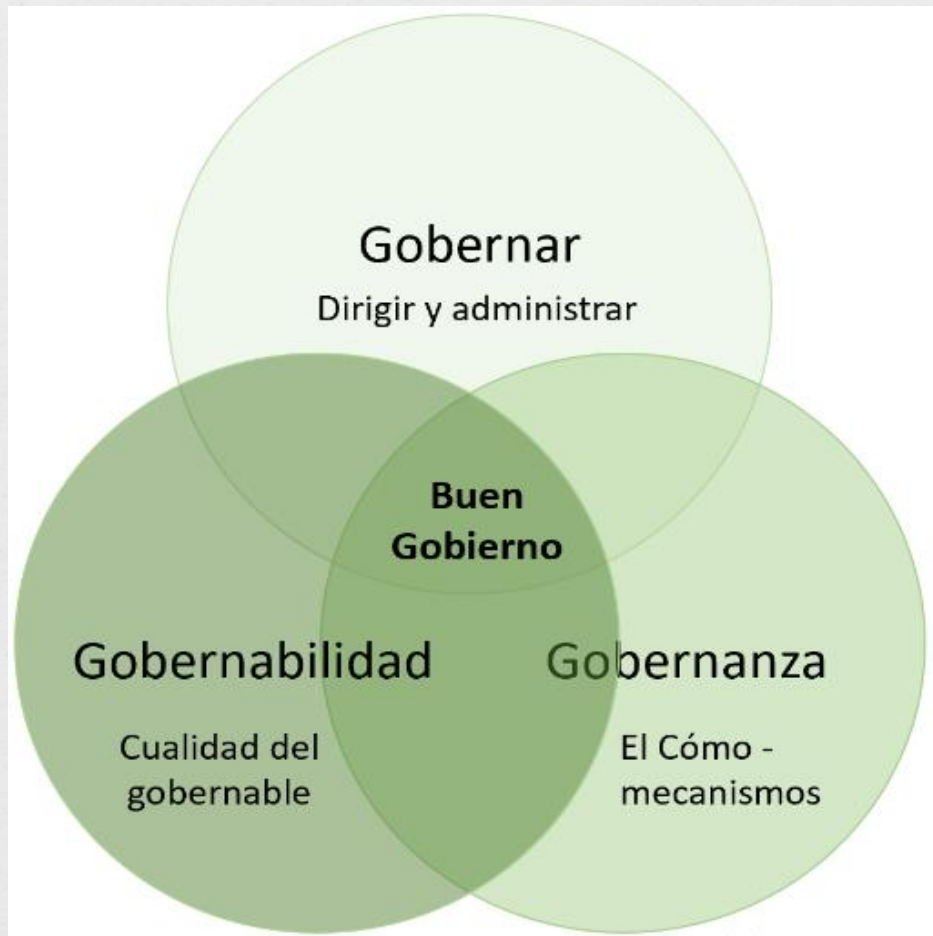 Gobernar
Dirigir y administrar
Buen
Gobierno
Gobernabilidad
Gobernanza
Cualidad del
gobernable
El Cómo -
mecanismos